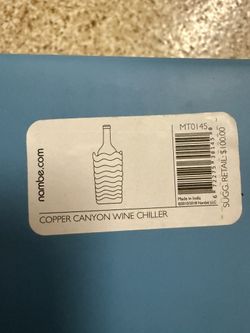 nambe.com
COPPER CANYON WINE CHILLER
MT0145
Made in India
SUGG. RETAIL $100.00